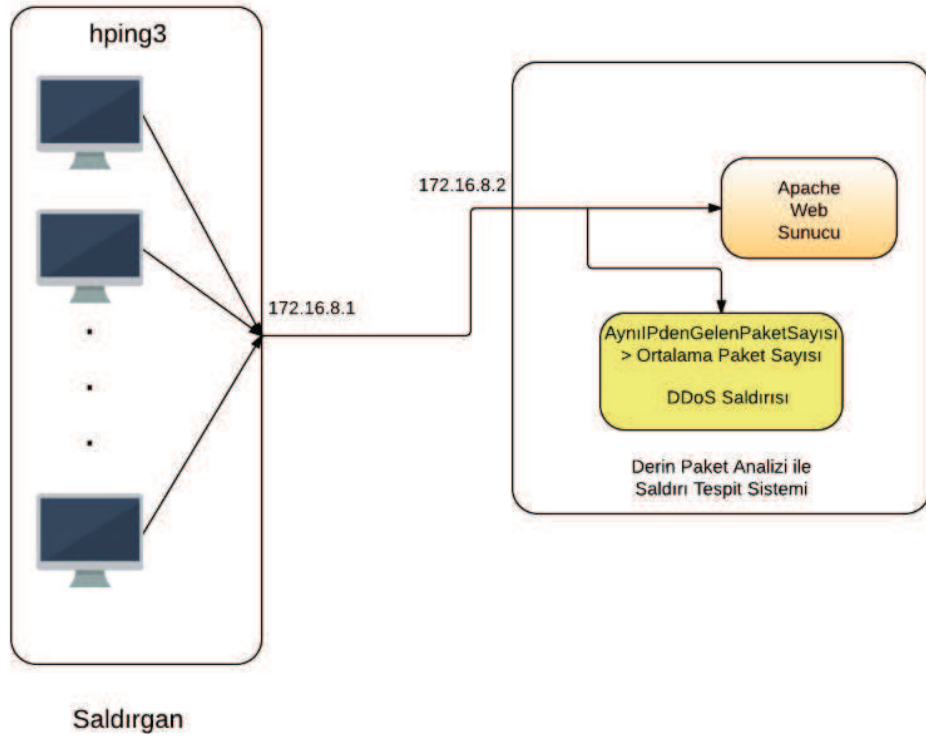 hping3
172.16.8.1
Saldırgan
172.16.8.2
Apache
Web
Sunucu
AynıIPdenGelenPaketSayısı
> Ortalama Paket Sayısı
DDoS Saldırısı
Derin Paket Analizi ile
Saldırı Tespit Sistemi